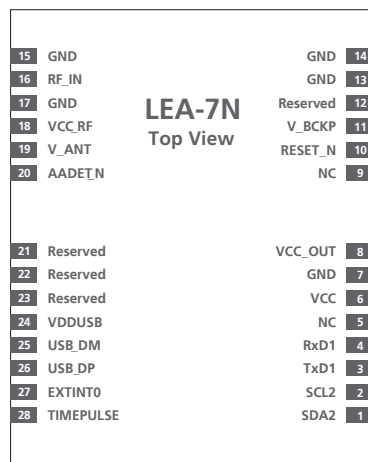 15 GND GND 14
16 RF_IN GND 13
17 GND Reserved 12
LEA-7N
18 VCC_RF V_BCKP 11
Top View
19 V_ANT RESET_N 10
20 AADET_N NC 9
21 Reserved VCC_OUT 8
22 Reserved GND 7
23 Reserved VCC 6
24 VDDUSB NC 5
25 USB_DM RxD1 4
26 USB_DP TxD1 3
27 EXTINT0 SCL2 2
28 TIMEPULSE SDA2 1